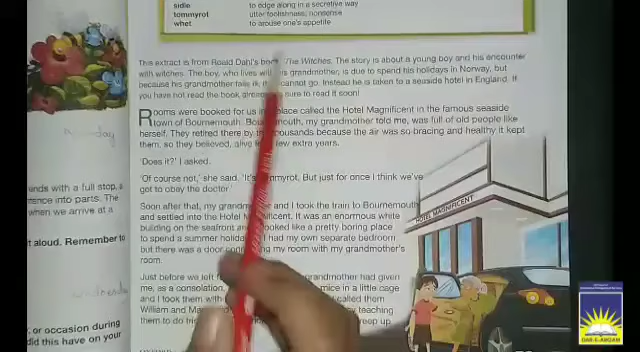 sidle to edge along in a secretive way
tommyrot utter foolishness, nonsense
whet to arouse one's appetite
This extract is from Roald Dahl's book The Witches. The story is about a young boy and his encounter
with witches. The boy, who lives with his grandmother, is due to spend his holidays in Norway, but
because his grandmother falls ill, they cannot go. Instead he is taken to a seaside hotel in England. If
you have not read the book, make sure to read it soon!
Rooms were booked for us in a place called the Hotel Magnificent in the famous seaside
town of Bournemouth. Bournemouth, my grandmother told me, was full of old people like
herself. They retired there by the thousands because the air was so bracing and healthy it kept
them, so they believed, alive for a few extra years.
'Does it?' I asked.
'Of course not,' she said. 'It's tommyrot. But just for once I think we've
got to obey the doctor.'
Soon after that, my grandmother and I took the train to Bournemouth
and settled into the Hotel Magnificent. It was an enormous white
building on the seafront and looked like a pretty boring place
to spend a summer holiday. I had my own separate bedroom
but there was a door connecting my room with my grandmother's
room.
Just before we left grandmother had given
me, as a consolation, mice in a little cage
and I took them with I called them
William and teaching
them to do
HOTEL MAGNIFICENT
unds with a full stop, a
tence into parts. The
when we arrive at a
t aloud. Remember to
or occasion during
did this have on your
DAR-E-ARQAM